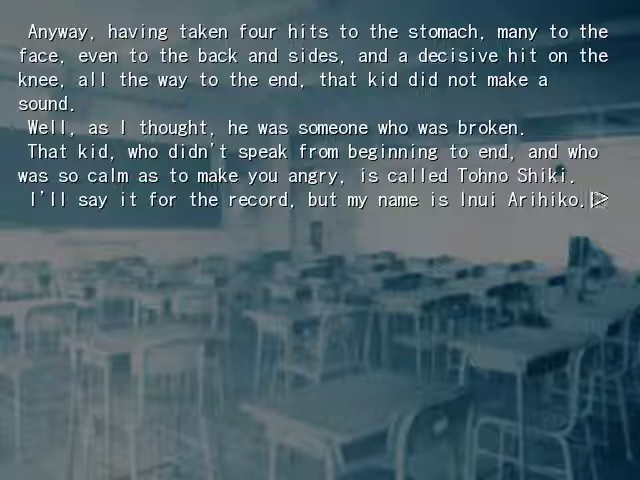 Anyway, having taken four hits to the stomach, many to the
face, even to the back and sides, and a decisive hit on the
knee, all the way to the end, that kid did not make a
sound.
Well, as I thought, he was someone who was broken.
That kid, who didn't speak from beginning to end, and who
was so calm as to make you angry, is called Tohno Shiki.
I'll say it for the record, but my name is Inui Arihiko.